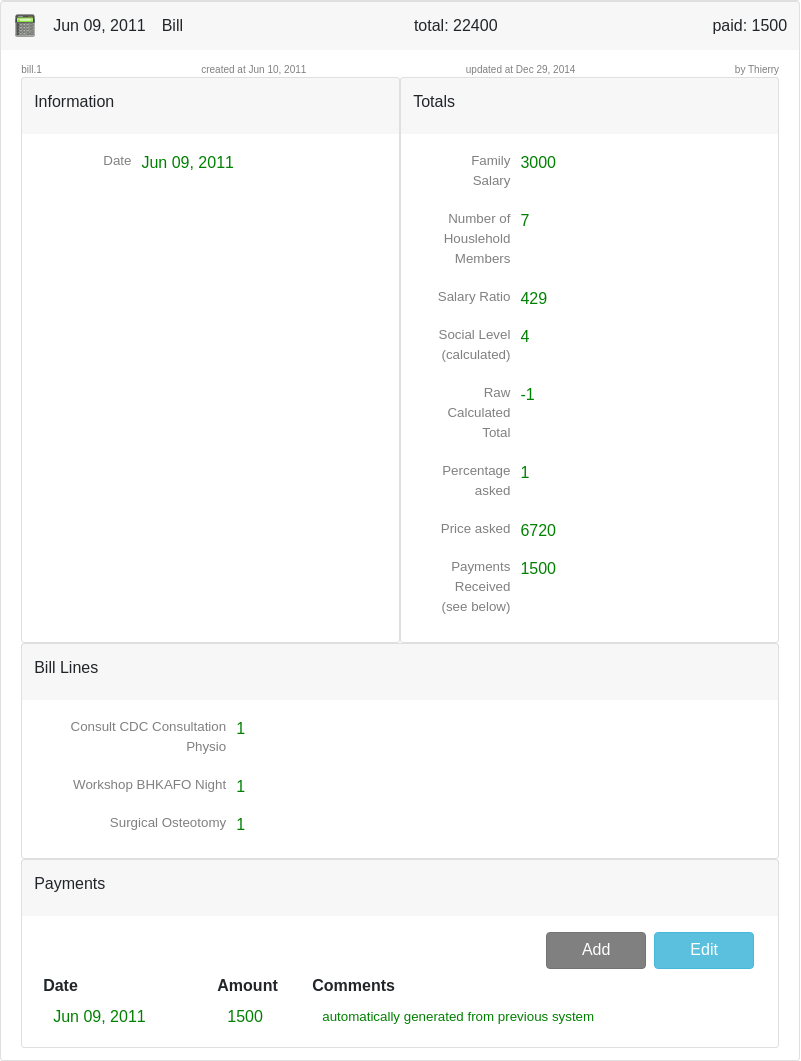 Jun 09, 2011 Bill total: 22400 paid: 1500
bill.1 created at Jun 10, 2011 updated at Dec 29, 2014 by Thierry
Information
Date Jun 09, 2011
Totals
Family 3000
Salary
Number of 7
Houslehold
Members
Salary Ratio 429
Social Level 4
(calculated)
Raw -1
Calculated
Total
Percentage 1
asked
Price asked 6720
Payments 1500
Received
(see below)
Bill Lines
Consult CDC Consultation 1
Physio
Workshop BHKAFO Night 1
Surgical Osteotomy 1
Payments
Add Edit
Date Amount Comments
Jun 09, 2011 1500 automatically generated from previous system